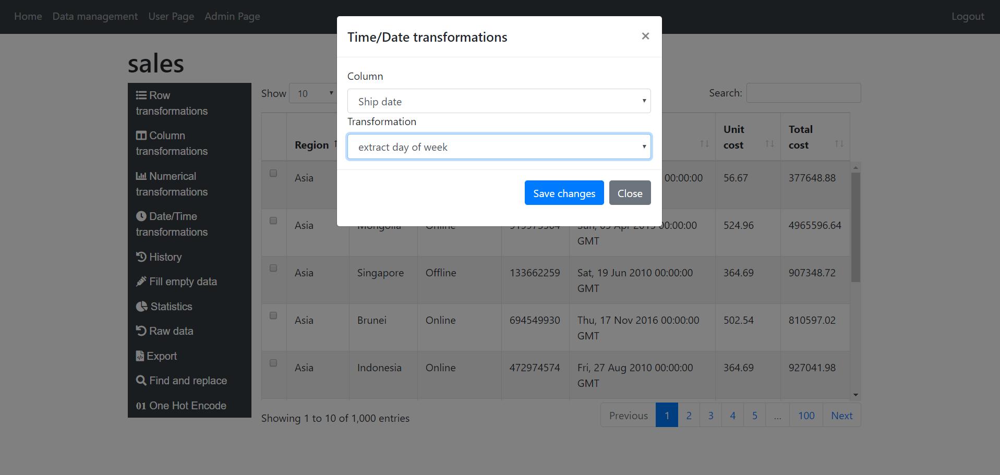 Home Data management User Page Admin Page Logout
Time/Date transformations ×
sales
Column
Ship date
Transformation
extract day of week
Save changes Close
Row
transformations
Column
transformations
Numerical
transformations
Date/Time
transformations
History
Fill empty data
Statistics
Raw data
Export
Find and replace
01 One Hot Encode
Show 10 Search:
Region Unit cost Total cost
Asia 00:00:00 56.67 377648.88
Asia Mongolia Online Sun, 05 Apr 2015 00:00:00 524.96 4965596.64
GMT
Asia Singapore Offline 133662259 Sat, 19 Jun 2010 00:00:00 364.69 907348.72
GMT
Asia Brunei Online 694549930 Thu, 17 Nov 2016 00:00:00 502.54 810597.02
GMT
Asia Indonesia Online 472974574 Fri, 27 Aug 2010 00:00:00 364.69 927041.98
GMT
Showing 1 to 10 of 1,000 entries
Previous 1 2 3 4 5 ... 100 Next